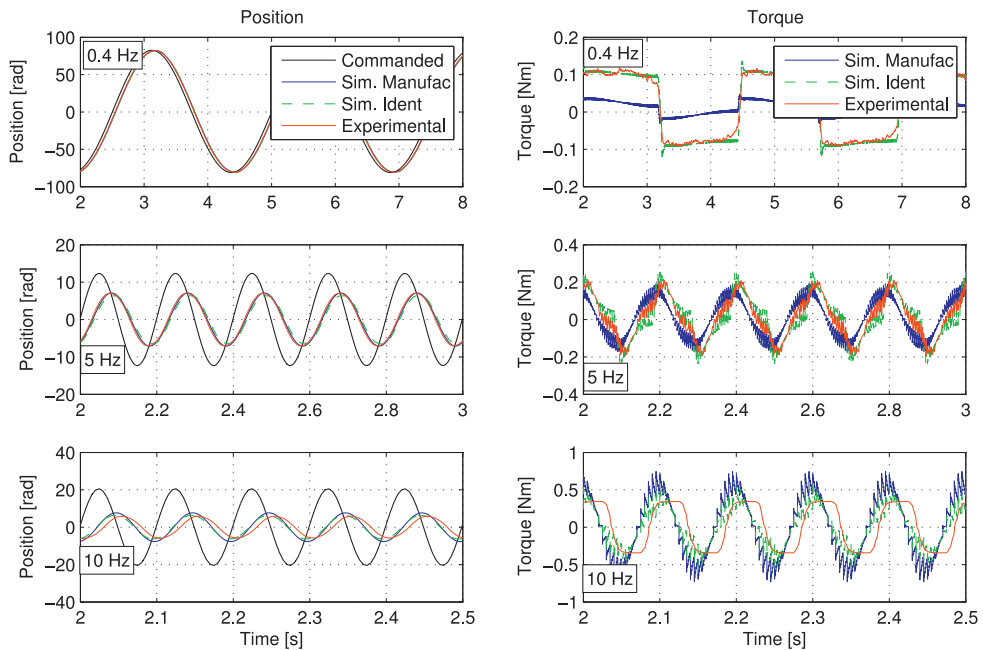 Position
Torque
Position [rad]
100
50
0
−50
−100
0.4 Hz
Commanded
Sim. Manufac
Sim. Ident
Experimental
2 3 4 5 6 7 8
Torque [Nm]
0.2
0.1
0
−0.1
0.2
0.4 Hz
Sim. Manufac
Sim. Ident
Experimental
2 3 4 5 6 7 8
Position [rad]
20
10
0
−10
−20
5 Hz
2 2.2 2.4 2.6 2.8 3
Torque [Nm]
0.4
0.2
0
−0.2
−0.4
5 Hz
2 2.2 2.4 2.6 2.8 3
Position [rad]
40
20
0
−20
−40
10 Hz
2 2.1 2.2 2.3 2.4 2.5
Time [s]
Torque [Nm]
1
0.5
0
−0.5
−1
10 Hz
2 2.1 2.2 2.3 2.4 2.5
Time [s]